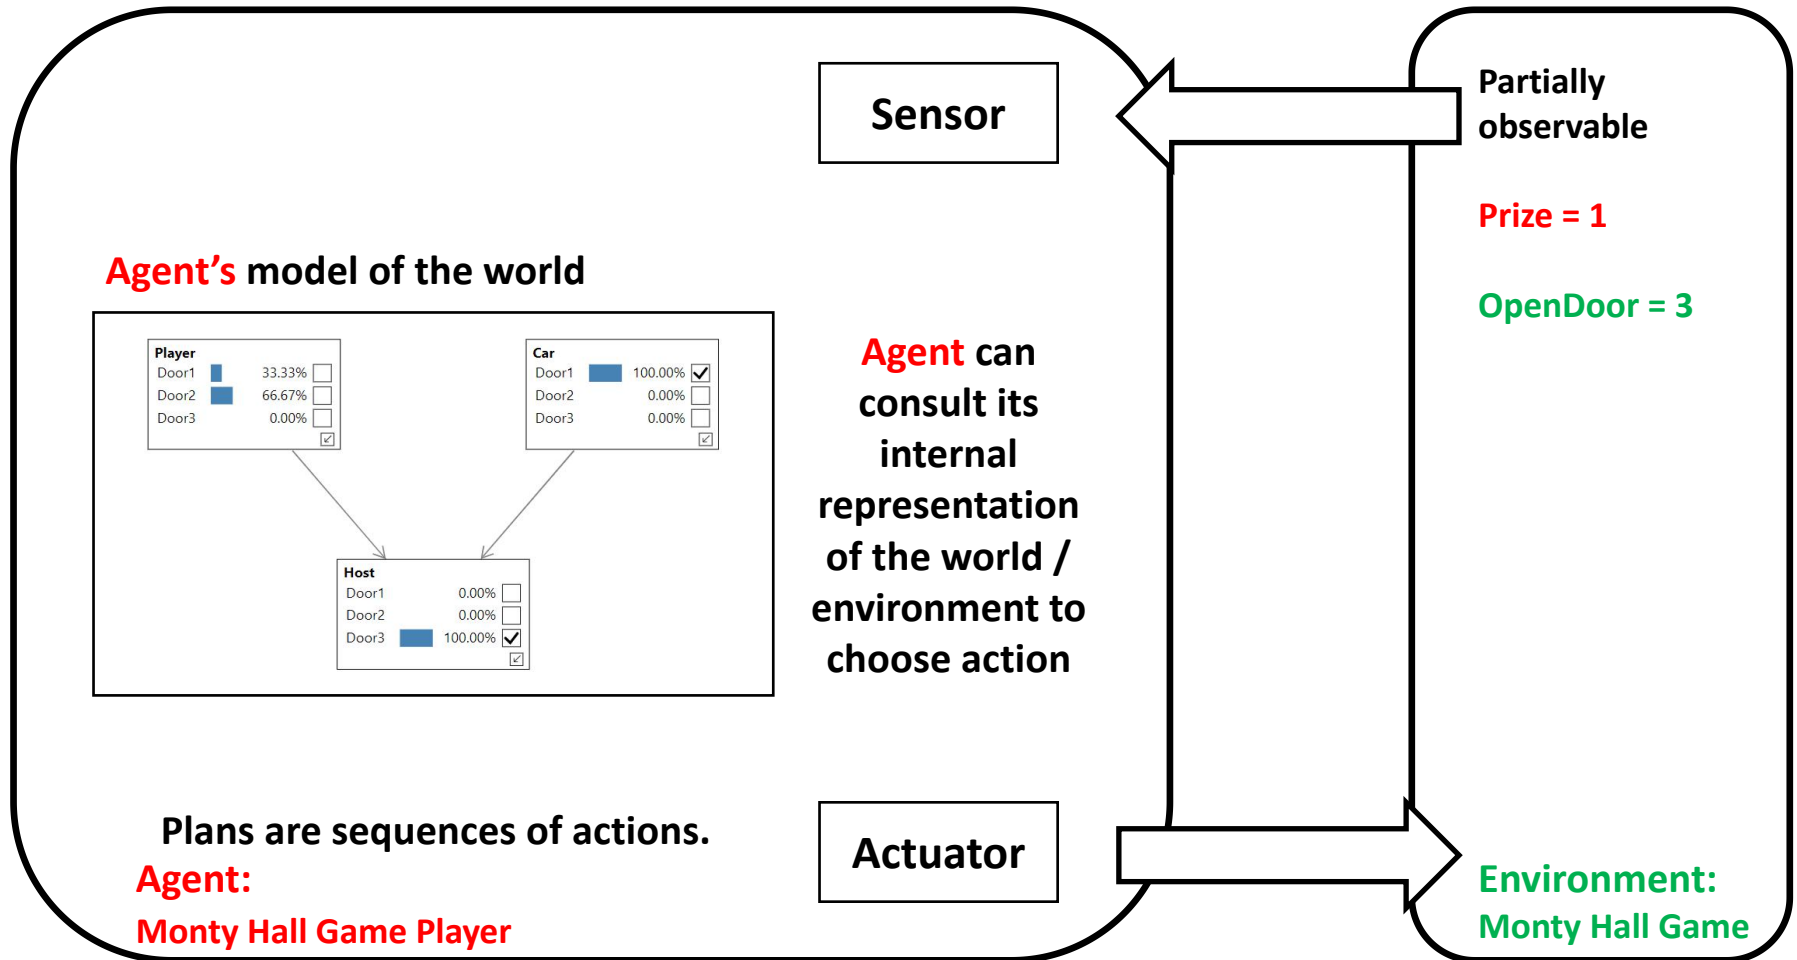 Sensor
Partially
observable
Prize = 1
OpenDoor = 3
Agent's model of the world
Player
Door1 33.33%
Door2 66.67%
Door3 0.00%
Car
Door1 100.00%
Door2 0.00%
Door3 0.00%
Host
Door1 0.00%
Door2 0.00%
Door3 100.00%
Agent can
consult its
internal
representation
of the world /
environment to
choose action
Plans are sequences of actions.
Agent:
Monty Hall Game Player
Actuator
Environment:
Monty Hall Game